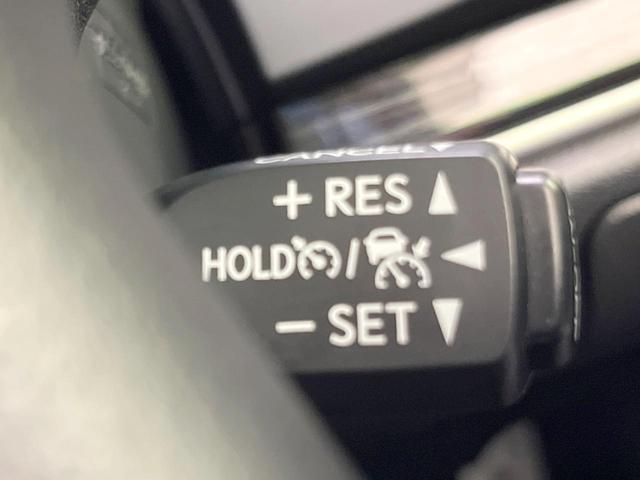 CANCEL
+ RES
HOLD /
− SET